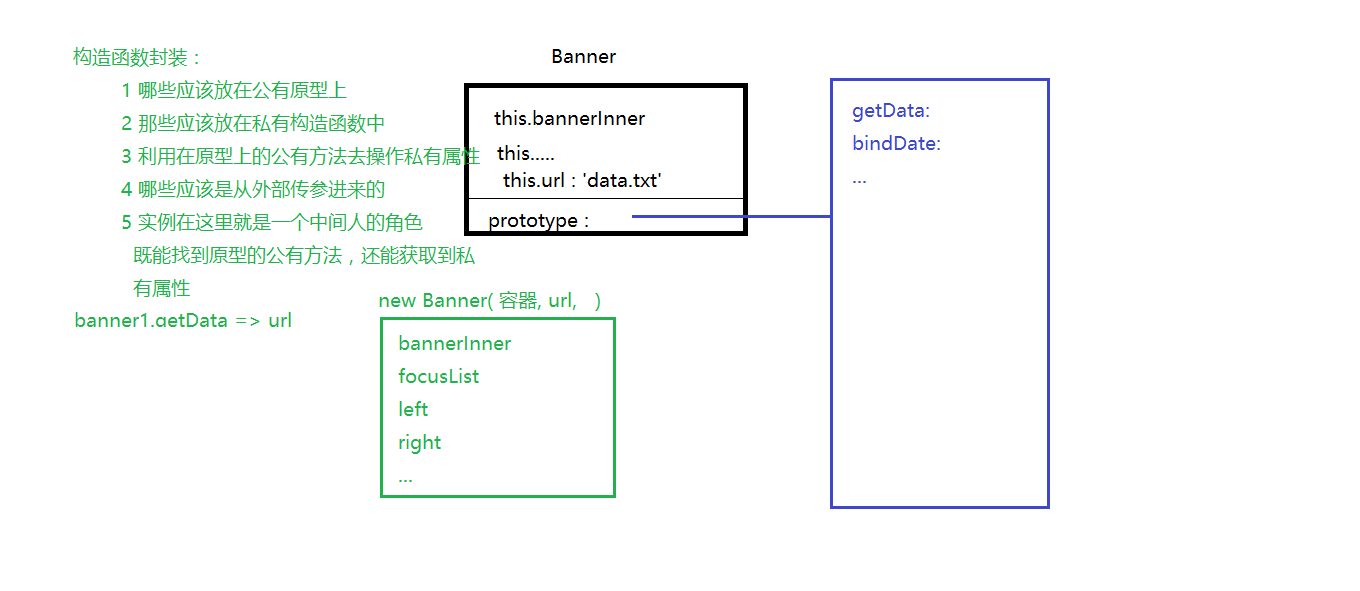 构造函数封装：
1 哪些应该放在公有原型上
2 那些应该放在私有构造函数中
3 利用在原型上的公有方法去操作私有属性
4 哪些应该是从外部传参进来的
5 实例在这里就是一个中间人的角色
既能找到原型的公有方法，还能获取到私
有属性
banner1.getData => url
Banner
this.bannerInner
this.....
this.url : 'data.txt'
prototype :
getData:
bindDate:
...
new Banner( 容器, url, )
bannerInner
focusList
left
right
...